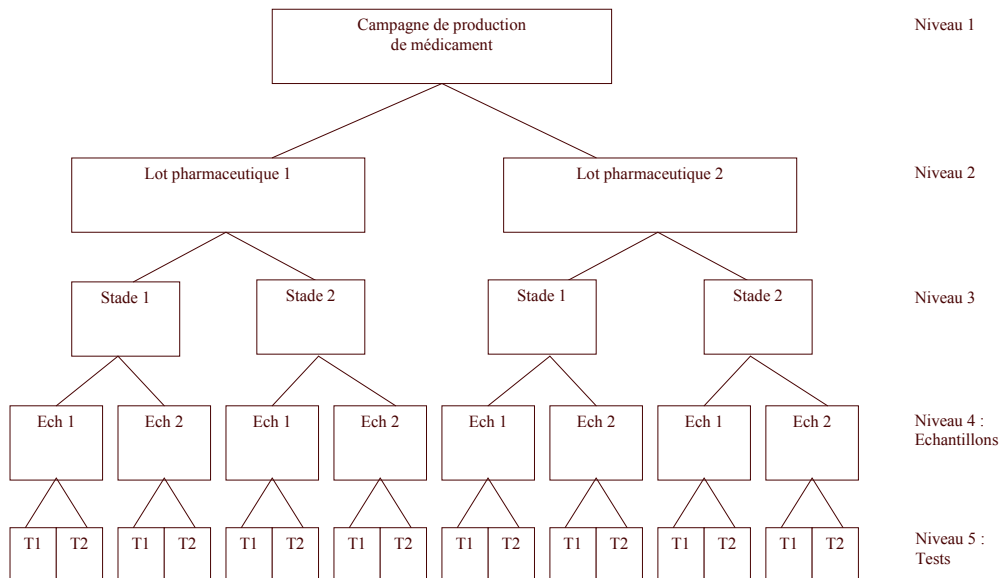 Campagne de production
de médicament
Niveau 1
Lot pharmaceutique 1
Lot pharmaceutique 2
Niveau 2
Stade 1
Stade 2
Stade 1
Stade 2
Niveau 3
Ech 1
Ech 2
Ech 1
Ech 2
Ech 1
Ech 2
Ech 1
Ech 2
Niveau 4 :
Echantillons
T1
T2
T1
T2
T1
T2
T1
T2
T1
T2
T1
T2
T1
T2
T1
T2
Niveau 5 :
Tests